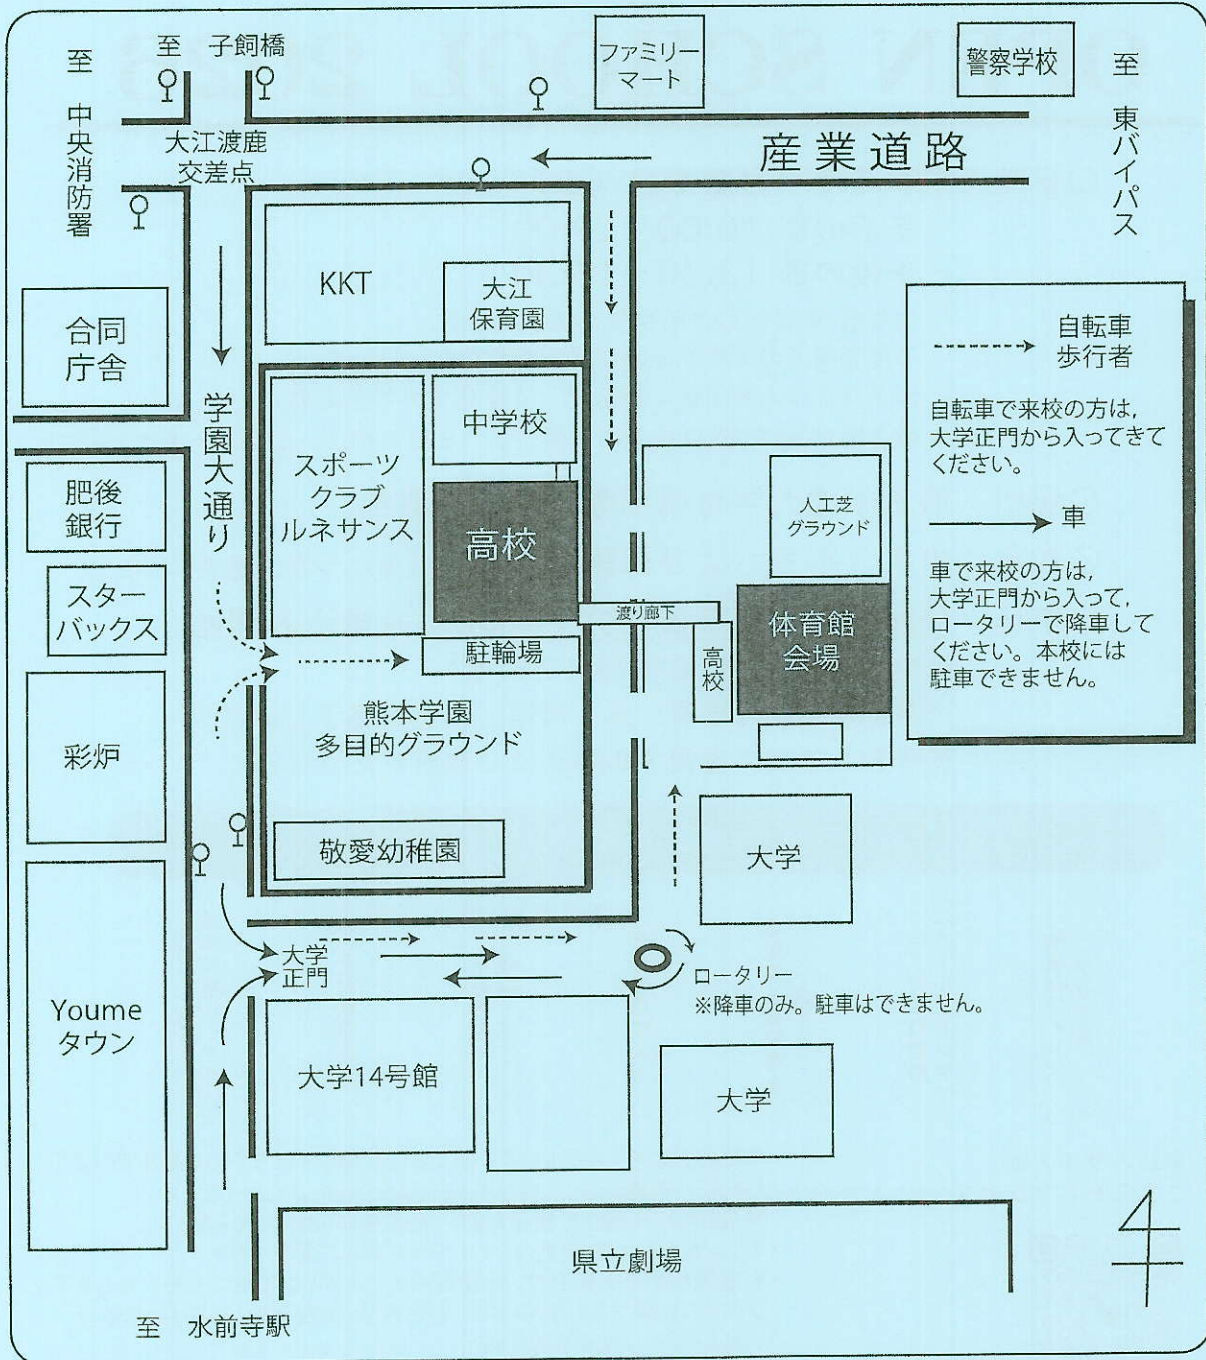 至 中央消防署
至 子飼橋
ファミリー
マート
警察学校
至 東バイパス
大江渡鹿
交差点
産業道路
KKT
大江
保育園
合同
庁舎
学園大通り
スポーツ
クラブ
ルネサンス
中学校
高校
肥後
銀行
スター
バックス
人工芝
グラウンド
渡り廊下
体育館
会場
高校
駐輪場
熊本学園
多目的グラウンド
彩炉
敬愛幼稚園
大学
自転車
歩行者
自転車で来校の方は,
大学正門から入ってきて
ください。
車
車で来校の方は,
大学正門から入って,
ロータリーで降車して
ください。本校には
駐車できません。
大学
正門
ロータリー
※降車のみ。駐車はできません。
Youme
タウン
大学14号館
大学
県立劇場
至 水前寺駅